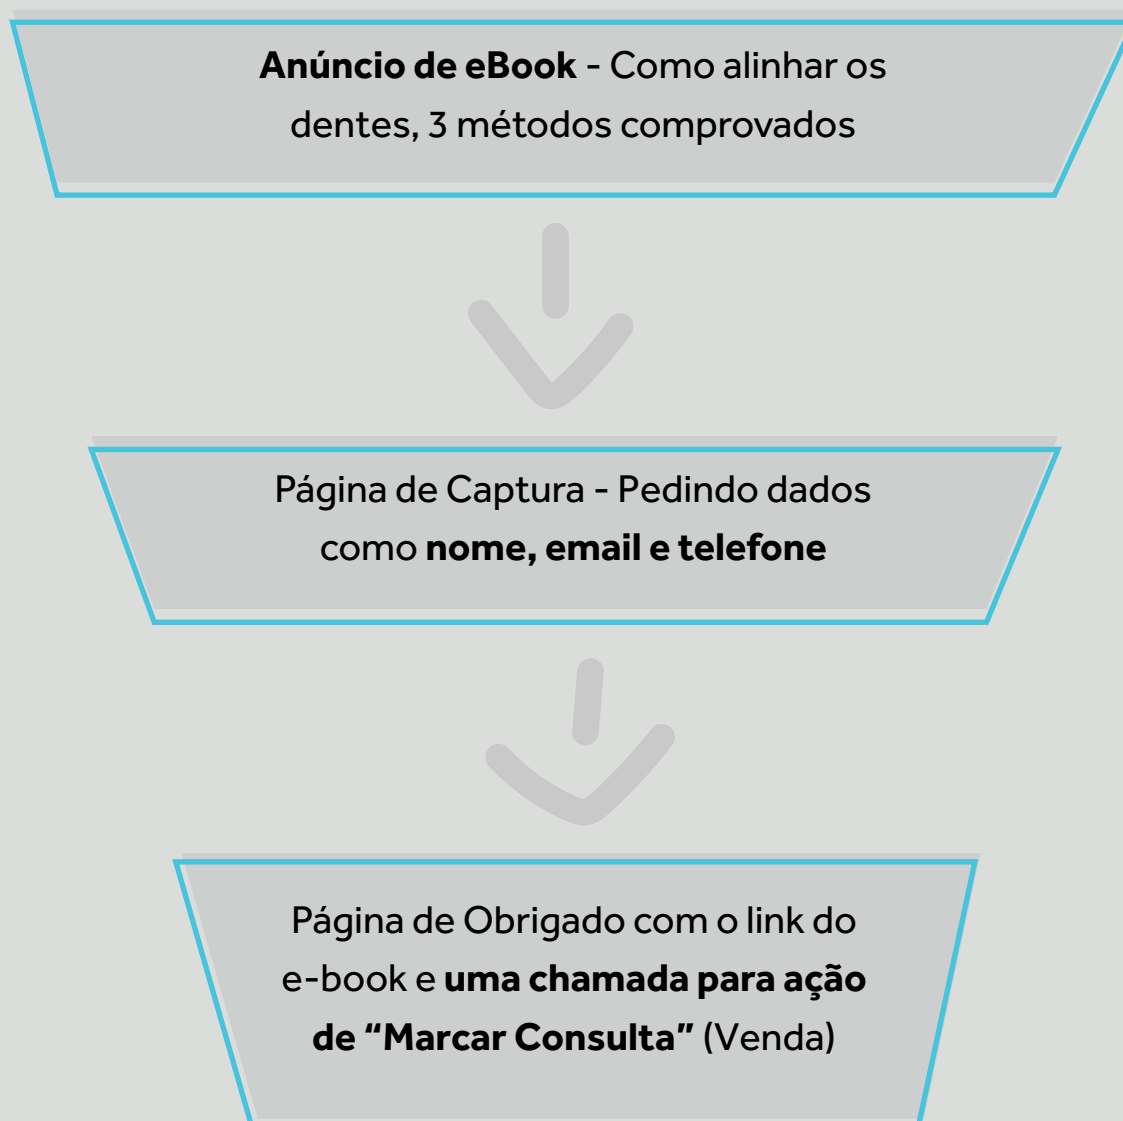 Anúncio de eBook - Como alinhar os
dentes, 3 métodos comprovados
Página de Captura - Pedindo dados
como nome, email e telefone
Página de Obrigado com o link do
e-book e uma chamada para ação
de “Marcar Consulta” (Venda)